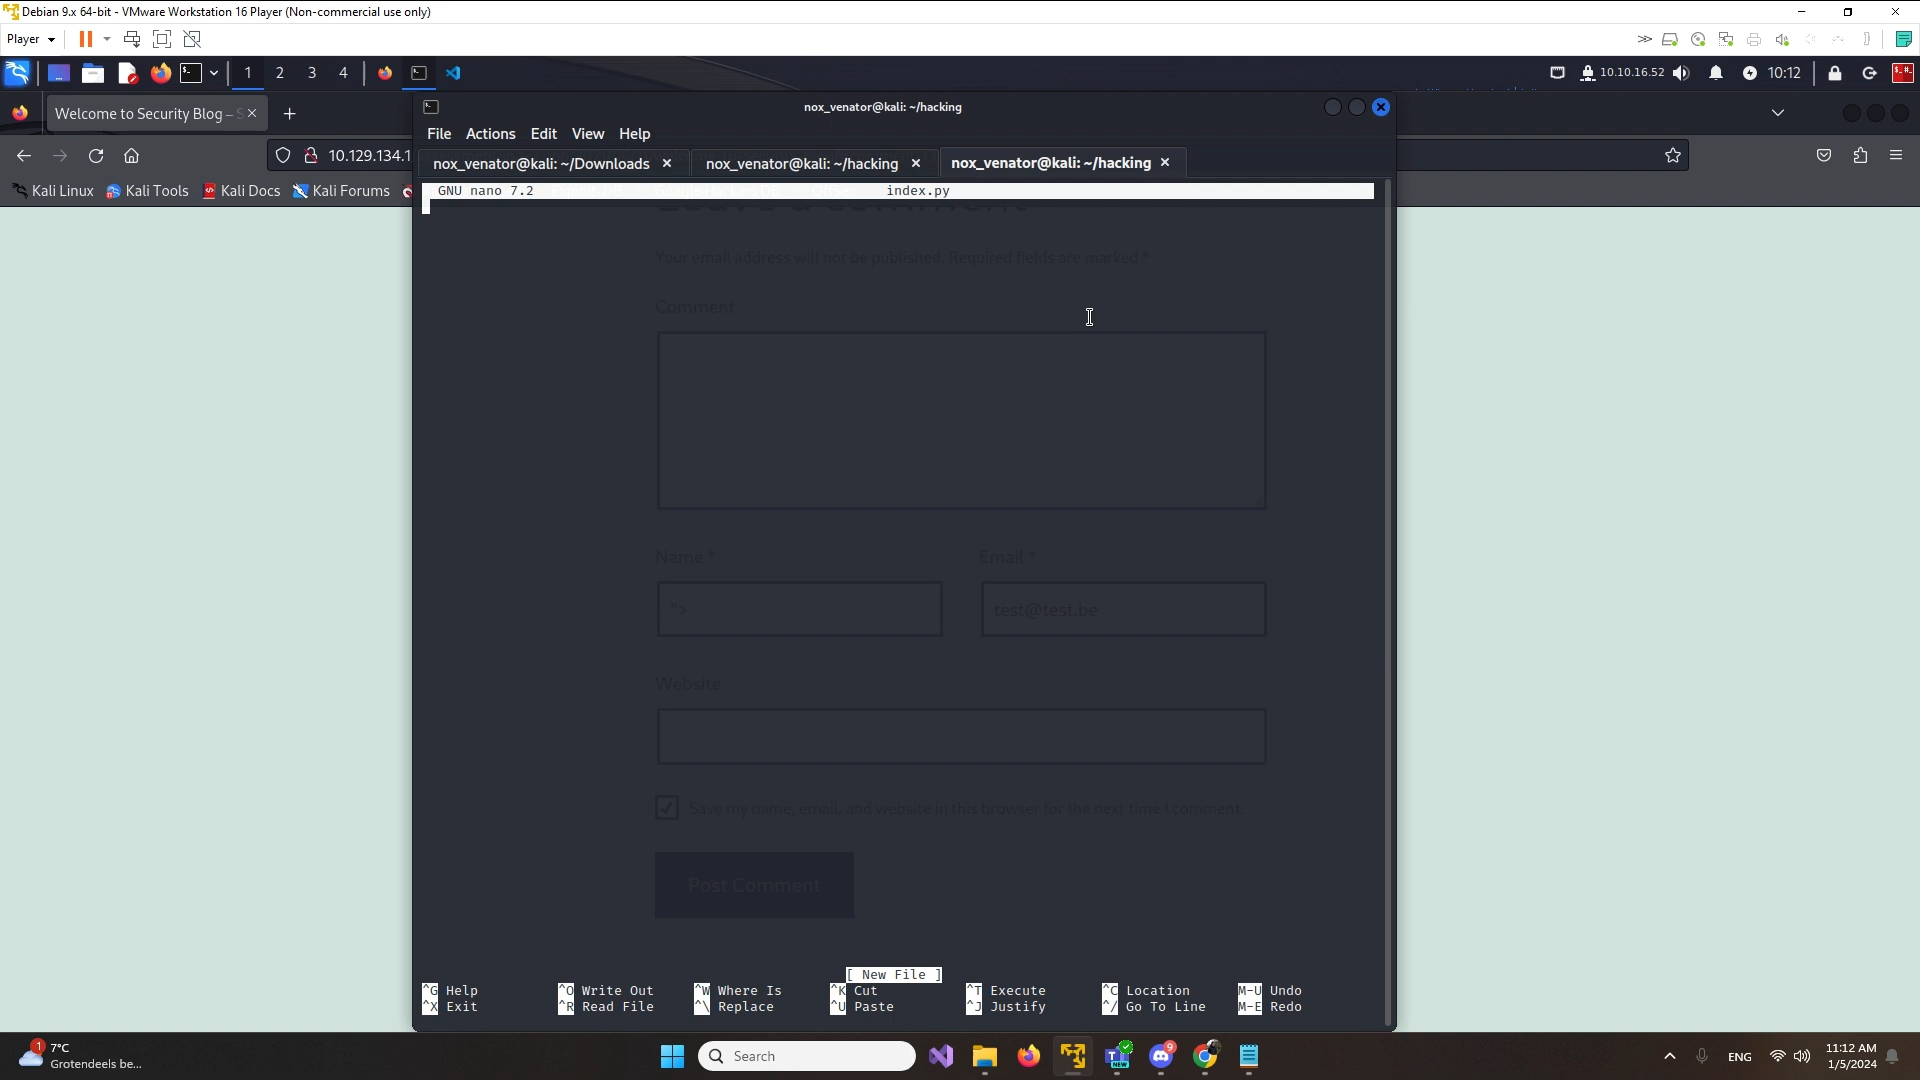 Debian 9.x 64-bit - VMware Workstation 16 Player (Non-commercial use only)
Player
1 2 3 4
10.10.16.52
10:12
Welcome to Security Blog –
nox_venator@kali: ~/hacking
File Actions Edit View Help
10.129.134.1
nox_venator@kali: ~/Downloads
nox_venator@kali: ~/hacking
nox_venator@kali: ~/hacking
Kali Linux Kali Tools Kali Docs Kali Forums
GNU nano 7.2 index.py
Your email address will not be published. Required fields are marked *
Comment
Name * Email *
">
test@test.be
Website
Save my name, email, and website in this browser for the next time I comment.
Post Comment
[ New File ]
^G Help ^O Write Out ^W Where Is ^K Cut ^T Execute ^C Location M-U Undo
^X Exit ^R Read File ^\ Replace ^U Paste ^J Justify ^/ Go To Line M-E Redo
1
7°C
Grotendeels be...
Search
NEW
9
ENG
11:12 AM
1/5/2024